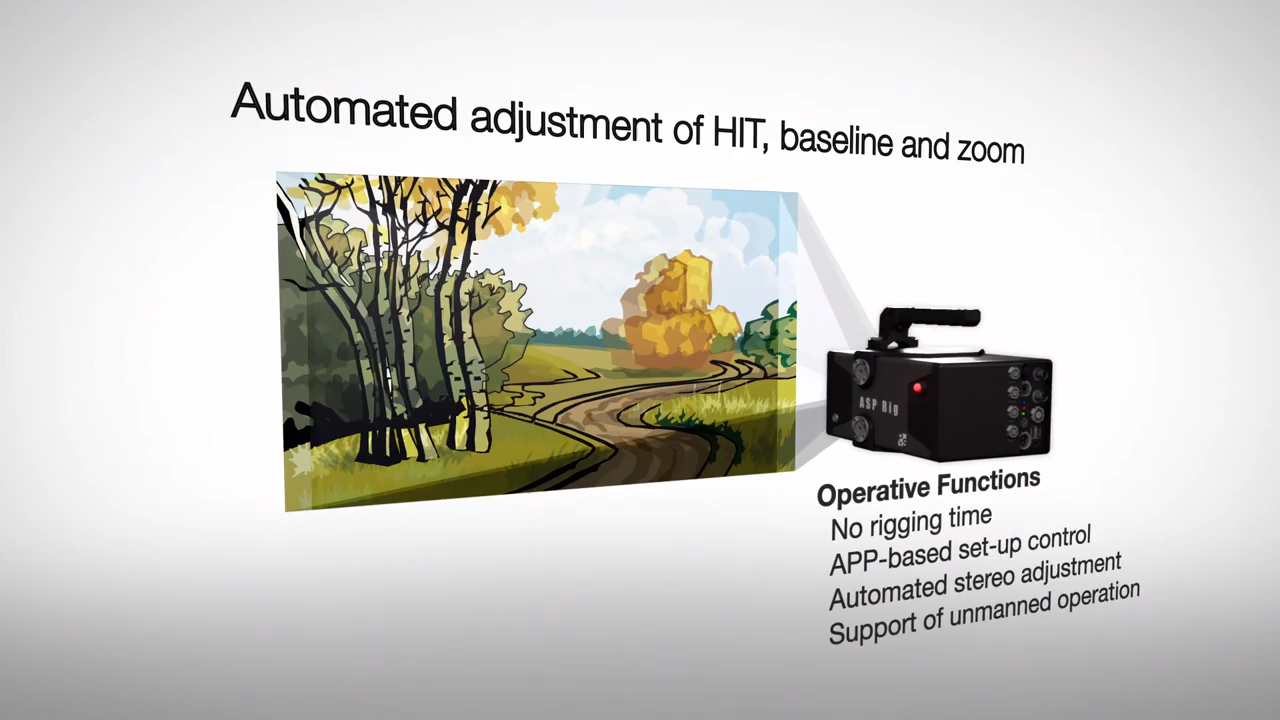 Automated adjustment of HIT, baseline and zoom
ASP Rig
Operative Functions
No rigging time
APP-based set-up control
Automated stereo adjustment
Support of unmanned operation